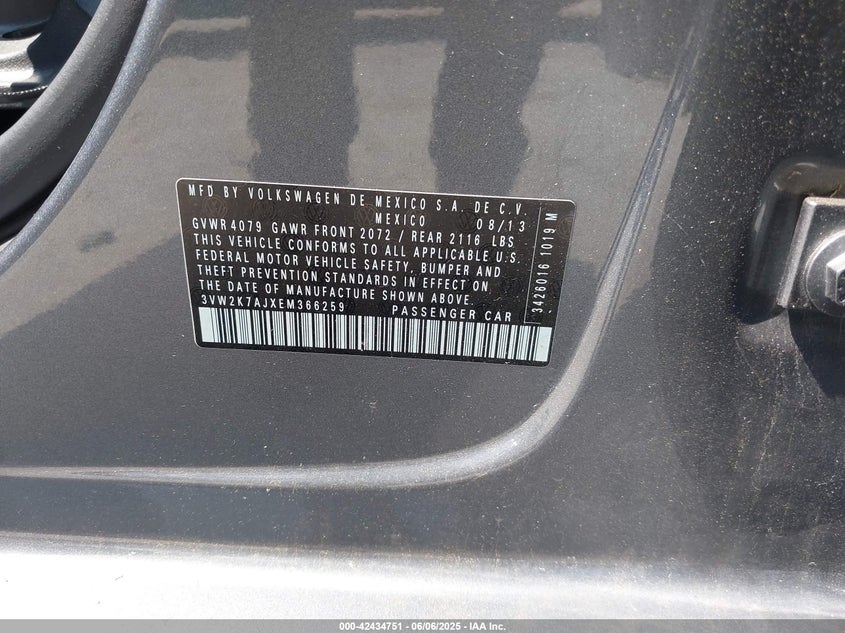 MFD BY VOLKSWAGEN DE MEXICO S.A. DE C.V.
MEXICO 08/13
GVWR 4079 GAWR FRONT 2072 / REAR 2116 LBS
THIS VEHICLE CONFORMS TO ALL APPLICABLE U.S.
FEDERAL MOTOR VEHICLE SAFETY, BUMPER AND
THEFT PREVENTION STANDARDS IN EFFECT ON
THE DATE OF MANUFACTURE SHOWN ABOVE.
3VW2K7AJXEM366259 PASSENGER CAR
3426016 1019 M
000-42434751 | 06/06/2025 - IAA Inc.